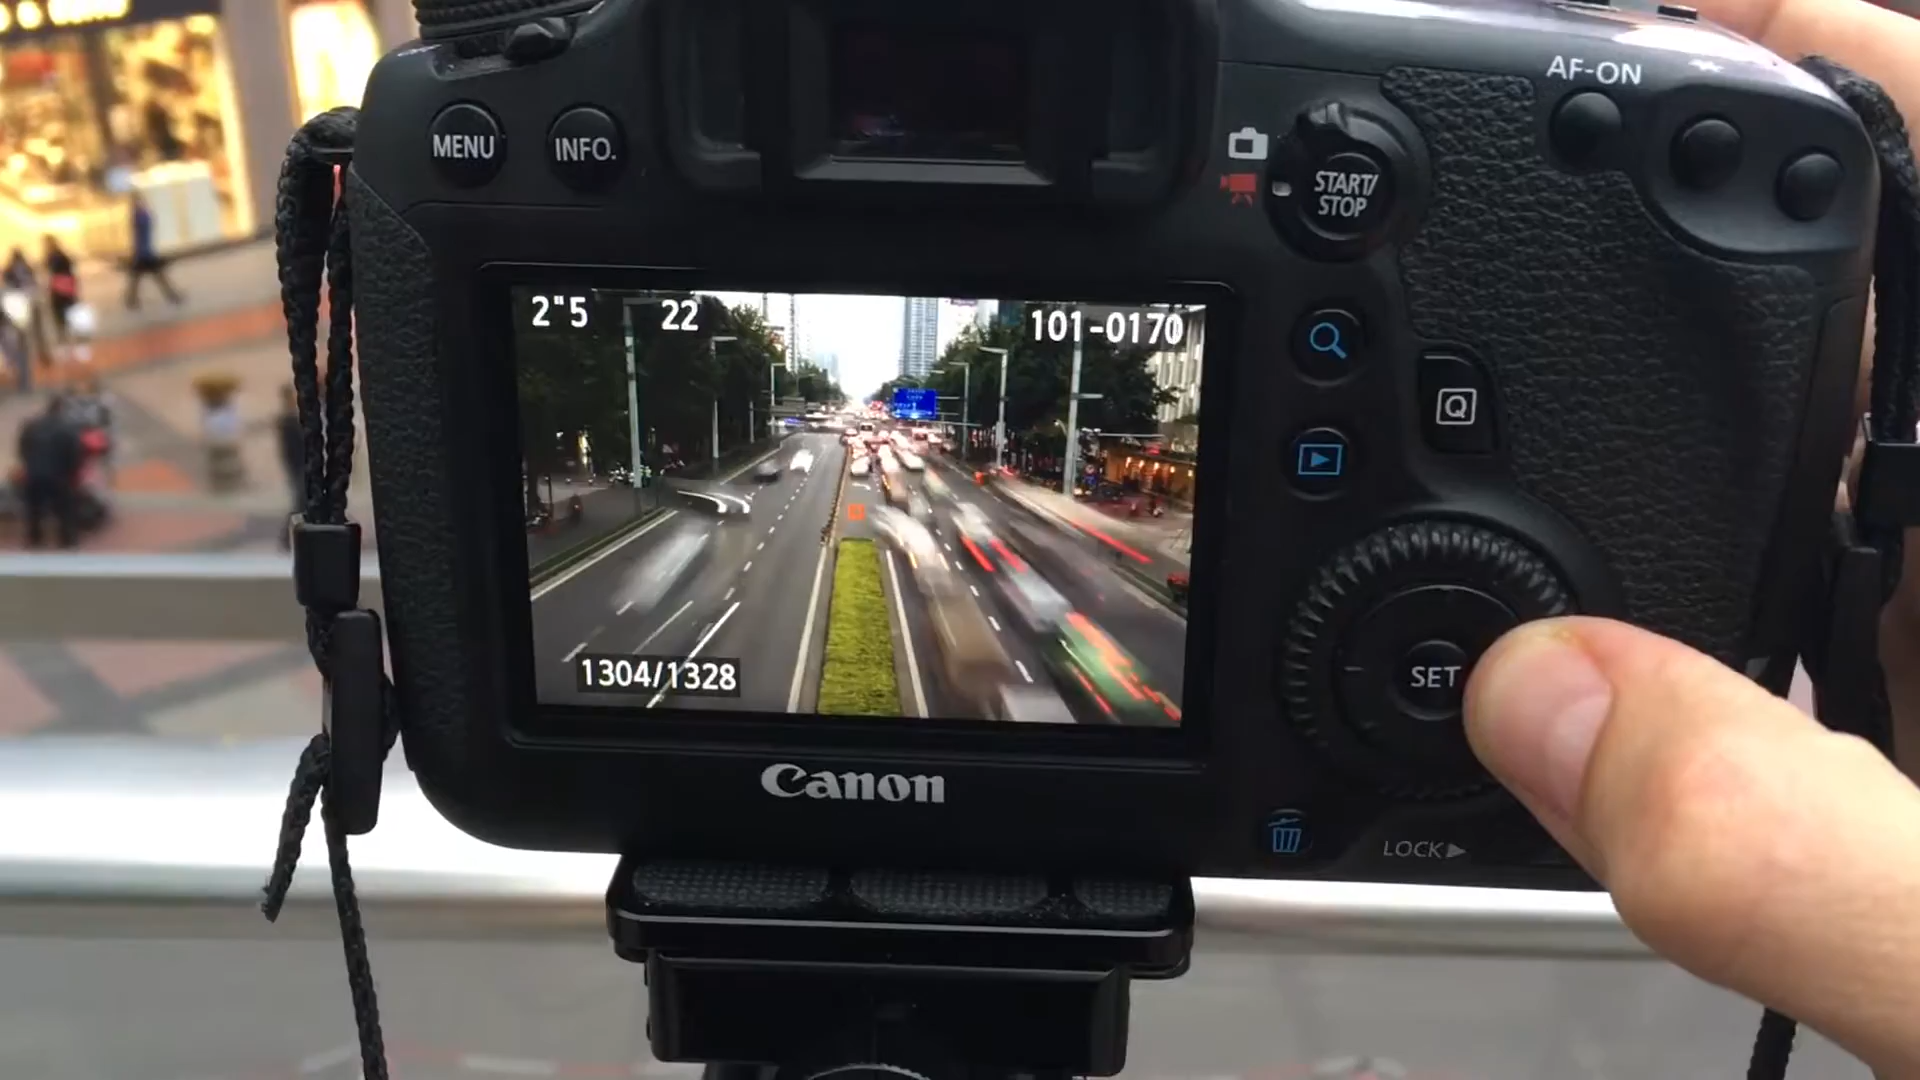 AF-ON
MENU
INFO.
START/
STOP
2"5 22 101-0170
Q
SET
1304/1328
Canon
LOCK▶